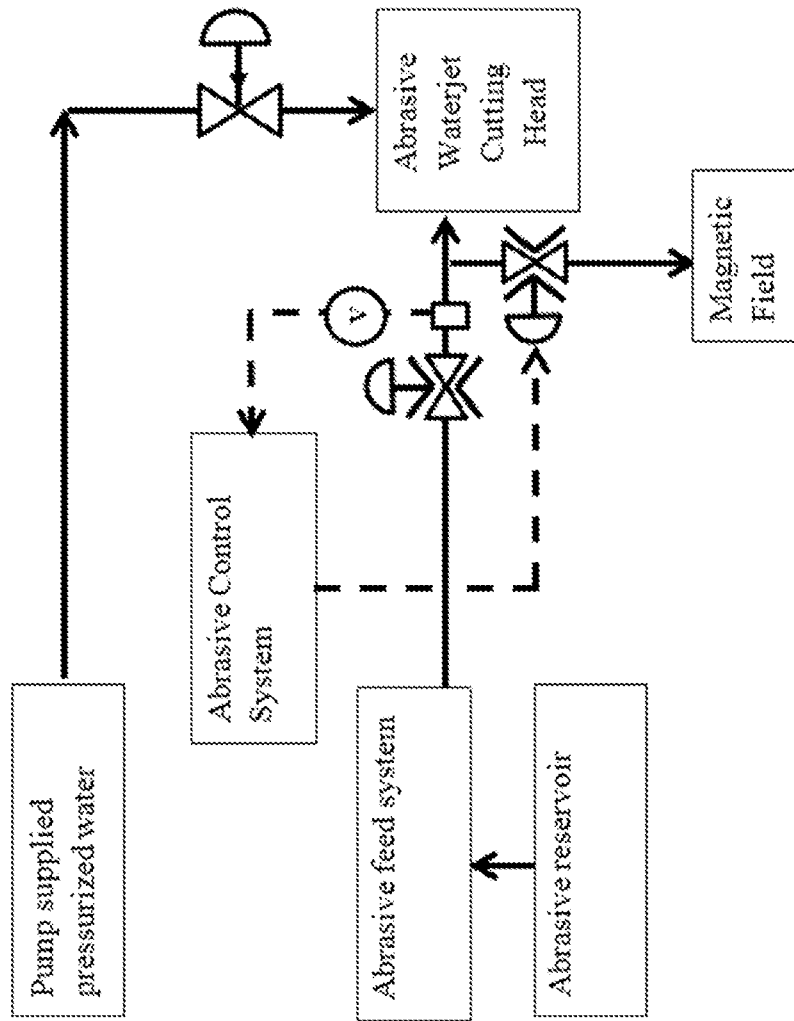 Pump supplied
pressurized water
Abrasive Control
System
Abrasive feed system
Abrasive reservoir
V
Abrasive
Waterjet
Cutting
Head
Magnetic
Field